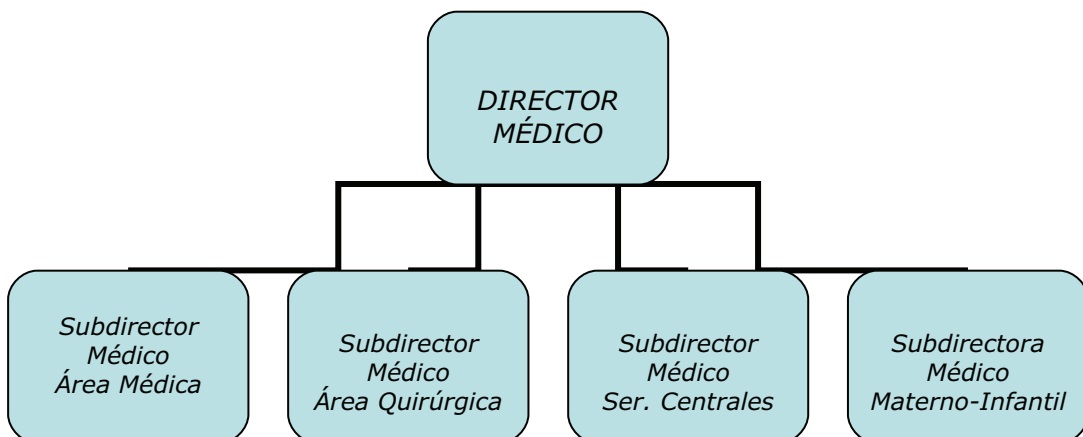 DIRECTOR
MÉDICO
Subdirector
Médico
Área Médica
Subdirector
Médico
Área Quirúrgica
Subdirector
Médico
Ser. Centrales
Subdirectora
Médico
Materno-Infantil